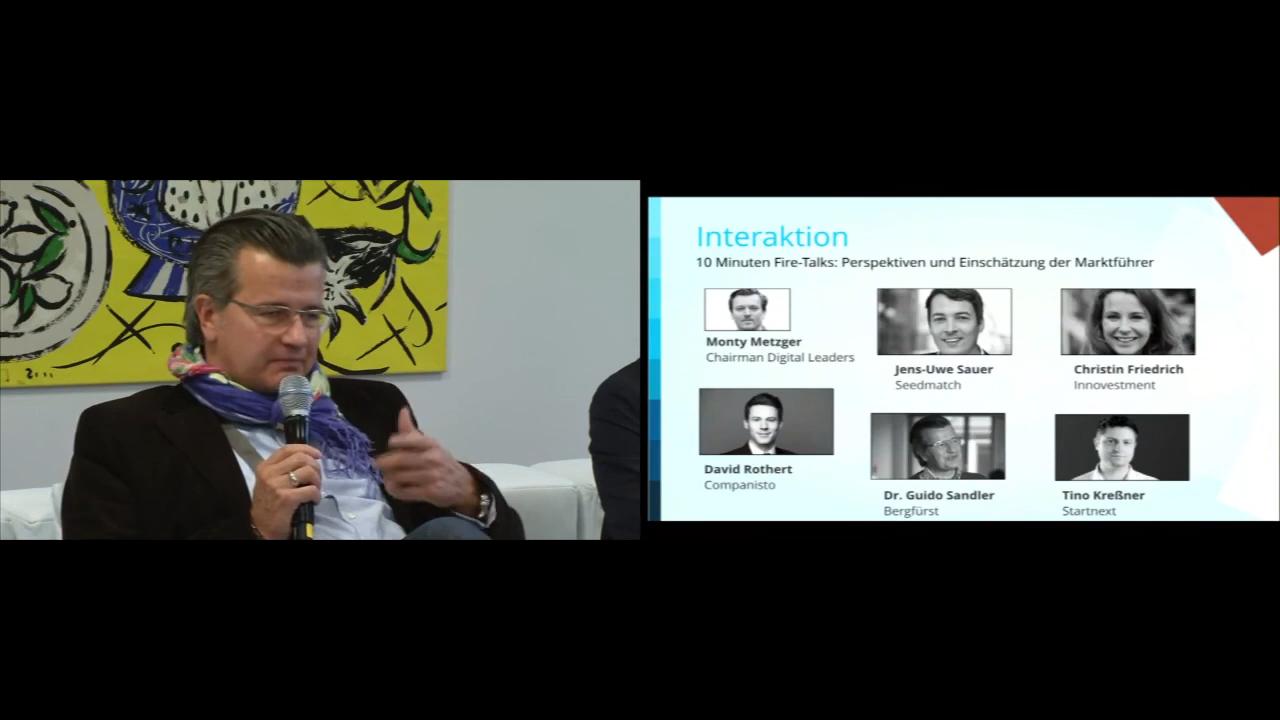 Interaktion
10 Minuten Fire-Talks: Perspektiven und Einschätzung der Marktführer
Monty Metzger
Chairman Digital Leaders
Jens-Uwe Sauer
Seedmatch
Christin Friedrich
Innovestment
David Rothert
Companisto
Dr. Guido Sandler
Bergfürst
Tino Kreßner
Startnext